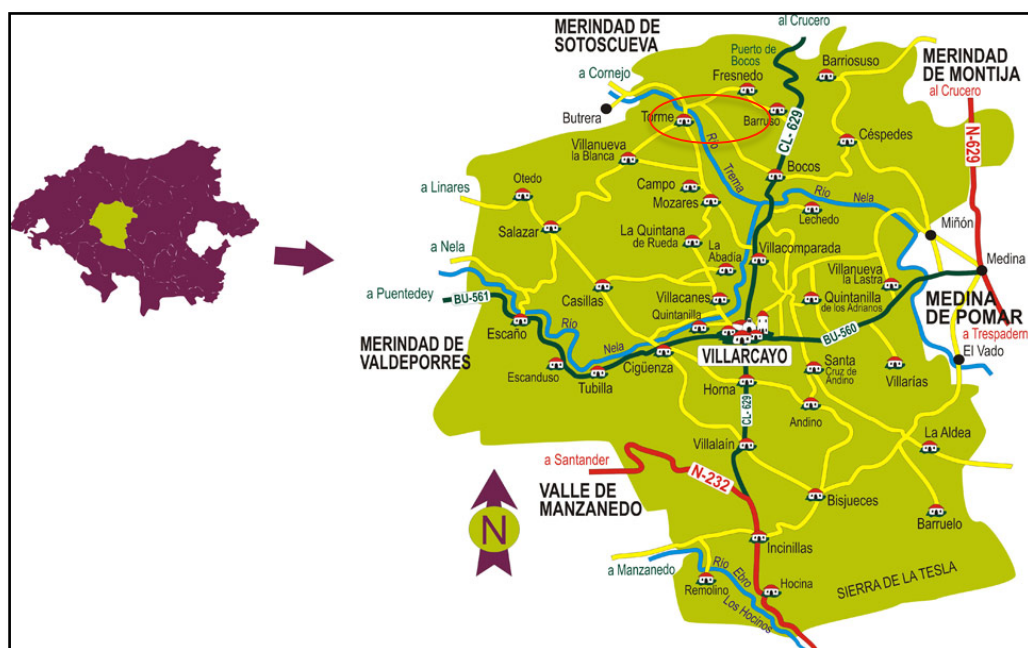 al Crucero
MERINDAD DE
SOTOSCUEVA
Puerto de
Bocos
Barriosuso
MERINDAD
DE MONTIJA
al Crucero
a Cornejo
Fresnedo
Butrera
Torme
Barruso
CL- 629
N-629
Céspedes
Villanueva
la Blanca
Río
Trema
Bocos
a Linares
Otedo
Campo
Mozares
Río
Nela
Lechedo
Miñón
Salazar
La Quintana
de Rueda
La
Abadía
Villacomparada
a Nela
Medina
Villanueva
la Lastra
a Puentedey
BU-561
Casillas
Villacanes
Quintanilla
Quintanilla
de los Adrianos
MEDINA
DE POMAR
a Trespadern
Escaño
Río
Nela
BU-560
MERINDAD DE
VALDEPORRES
VILLARCAYO
El Vado
Escanduso
Tubilla
Cigüenza
Santa
Cruz de
Andino
Villarías
Horna
CL- 629
Andino
Villalaín
La Aldea
a Santander
N-232
VALLE DE
MANZANEDO
Bisjueces
Barruelo
N
Incinillas
a Manzanedo
Río
Ebro
Remolino
Hocina
Los Hocinos
SIERRA DE LA TESLA